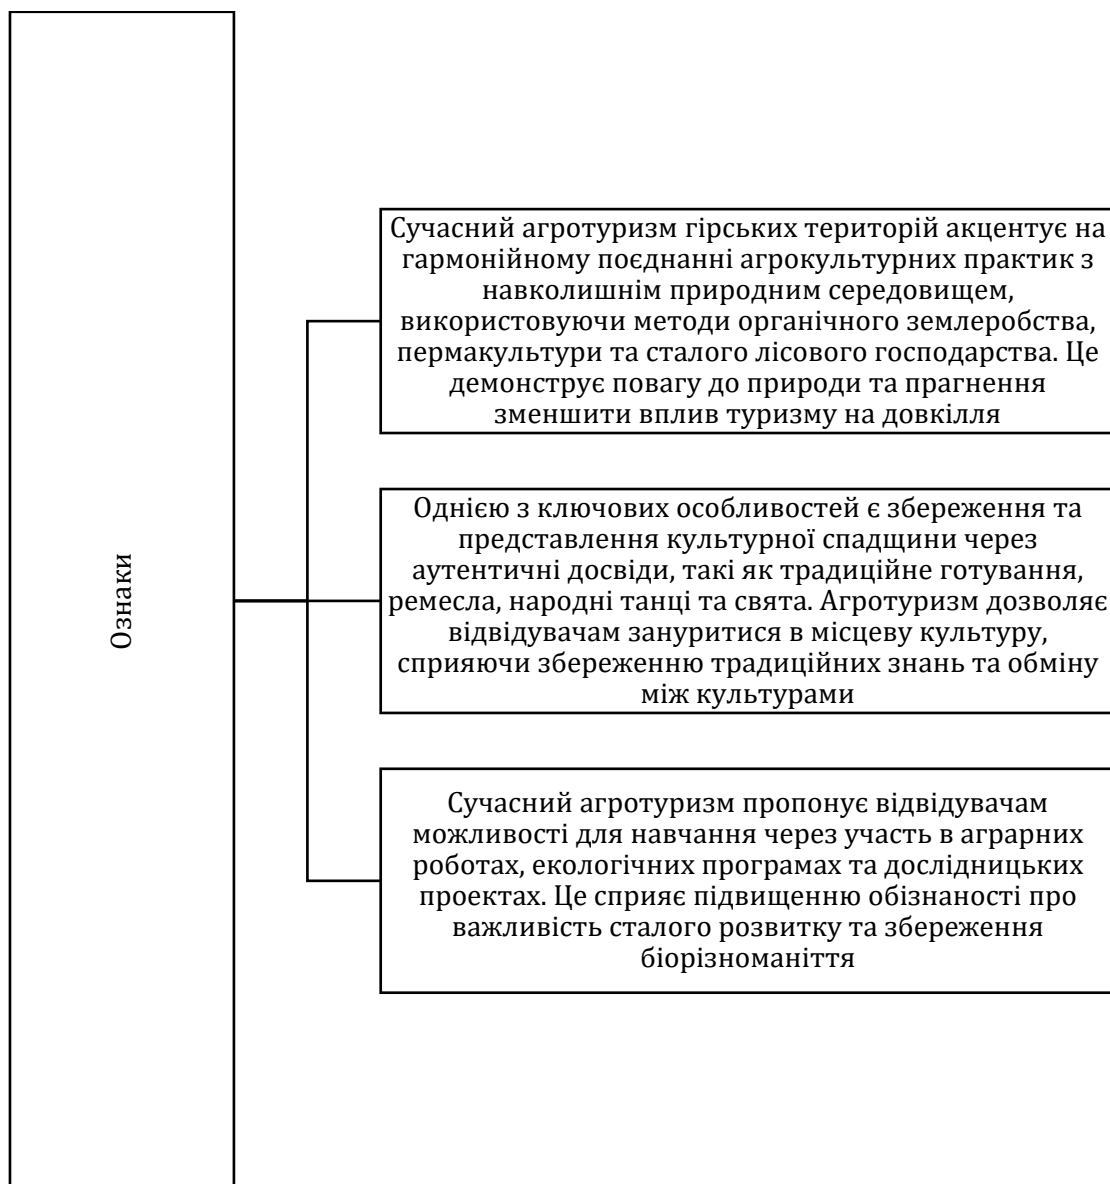 Ознаки
Сучасний агротуризм гірських територій акцентує на
гармонійному поєднанні агрокультурних практик з
навколишнім природним середовищем,
використовуючи методи органічного землеробства,
пермакультури та сталого лісового господарства. Це
демонструє повагу до природи та прагнення
зменшити вплив туризму на довкілля
Однією з ключових особливостей є збереження та
представлення культурної спадщини через
аутентичні досвіди, такі як традиційне готування,
ремесла, народні танці та свята. Агротуризм дозволяє
відвідувачам зануритися в місцеву культуру,
сприяючи збереженню традиційних знань та обміну
між культурами
Сучасний агротуризм пропонує відвідувачам
можливості для навчання через участь в аграрних
роботах, екологічних програмах та дослідницьких
проектах. Це сприяє підвищенню обізнаності про
важливість сталого розвитку та збереження
біорізноманіття